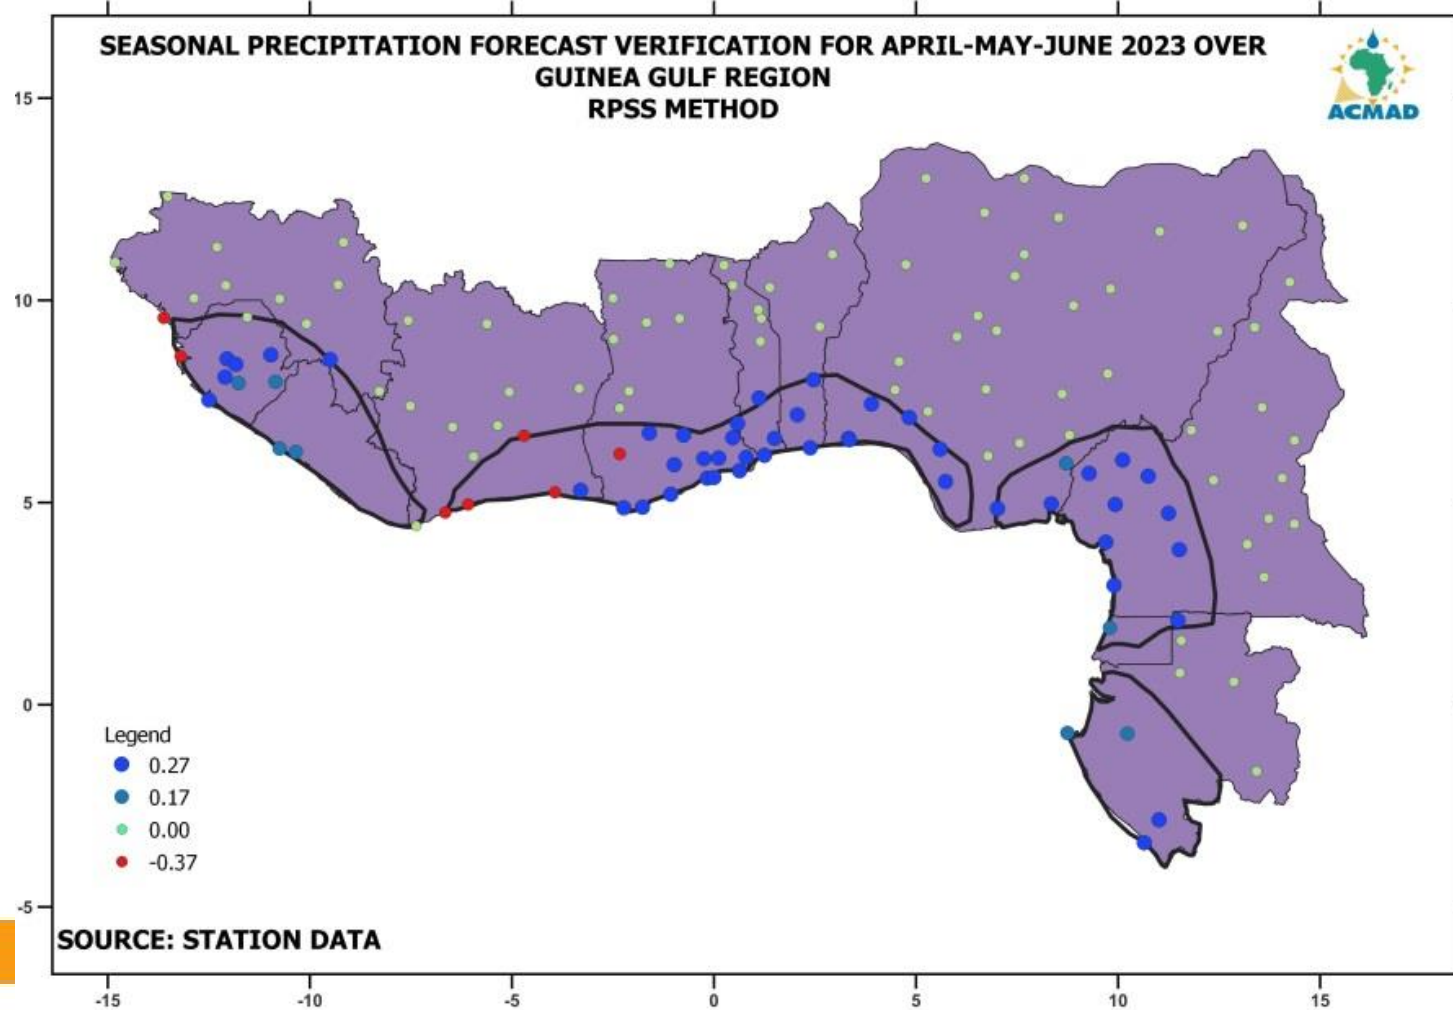 SEASONAL PRECIPITATION FORECAST VERIFICATION FOR APRIL-MAY-JUNE 2023 OVER
GUINEA GULF REGION
RPSS METHOD
ACMAD
15
10
5
0
-5
Legend
0.27
0.17
0.00
-0.37
SOURCE: STATION DATA
-15
-10
-5
0
5
10
15